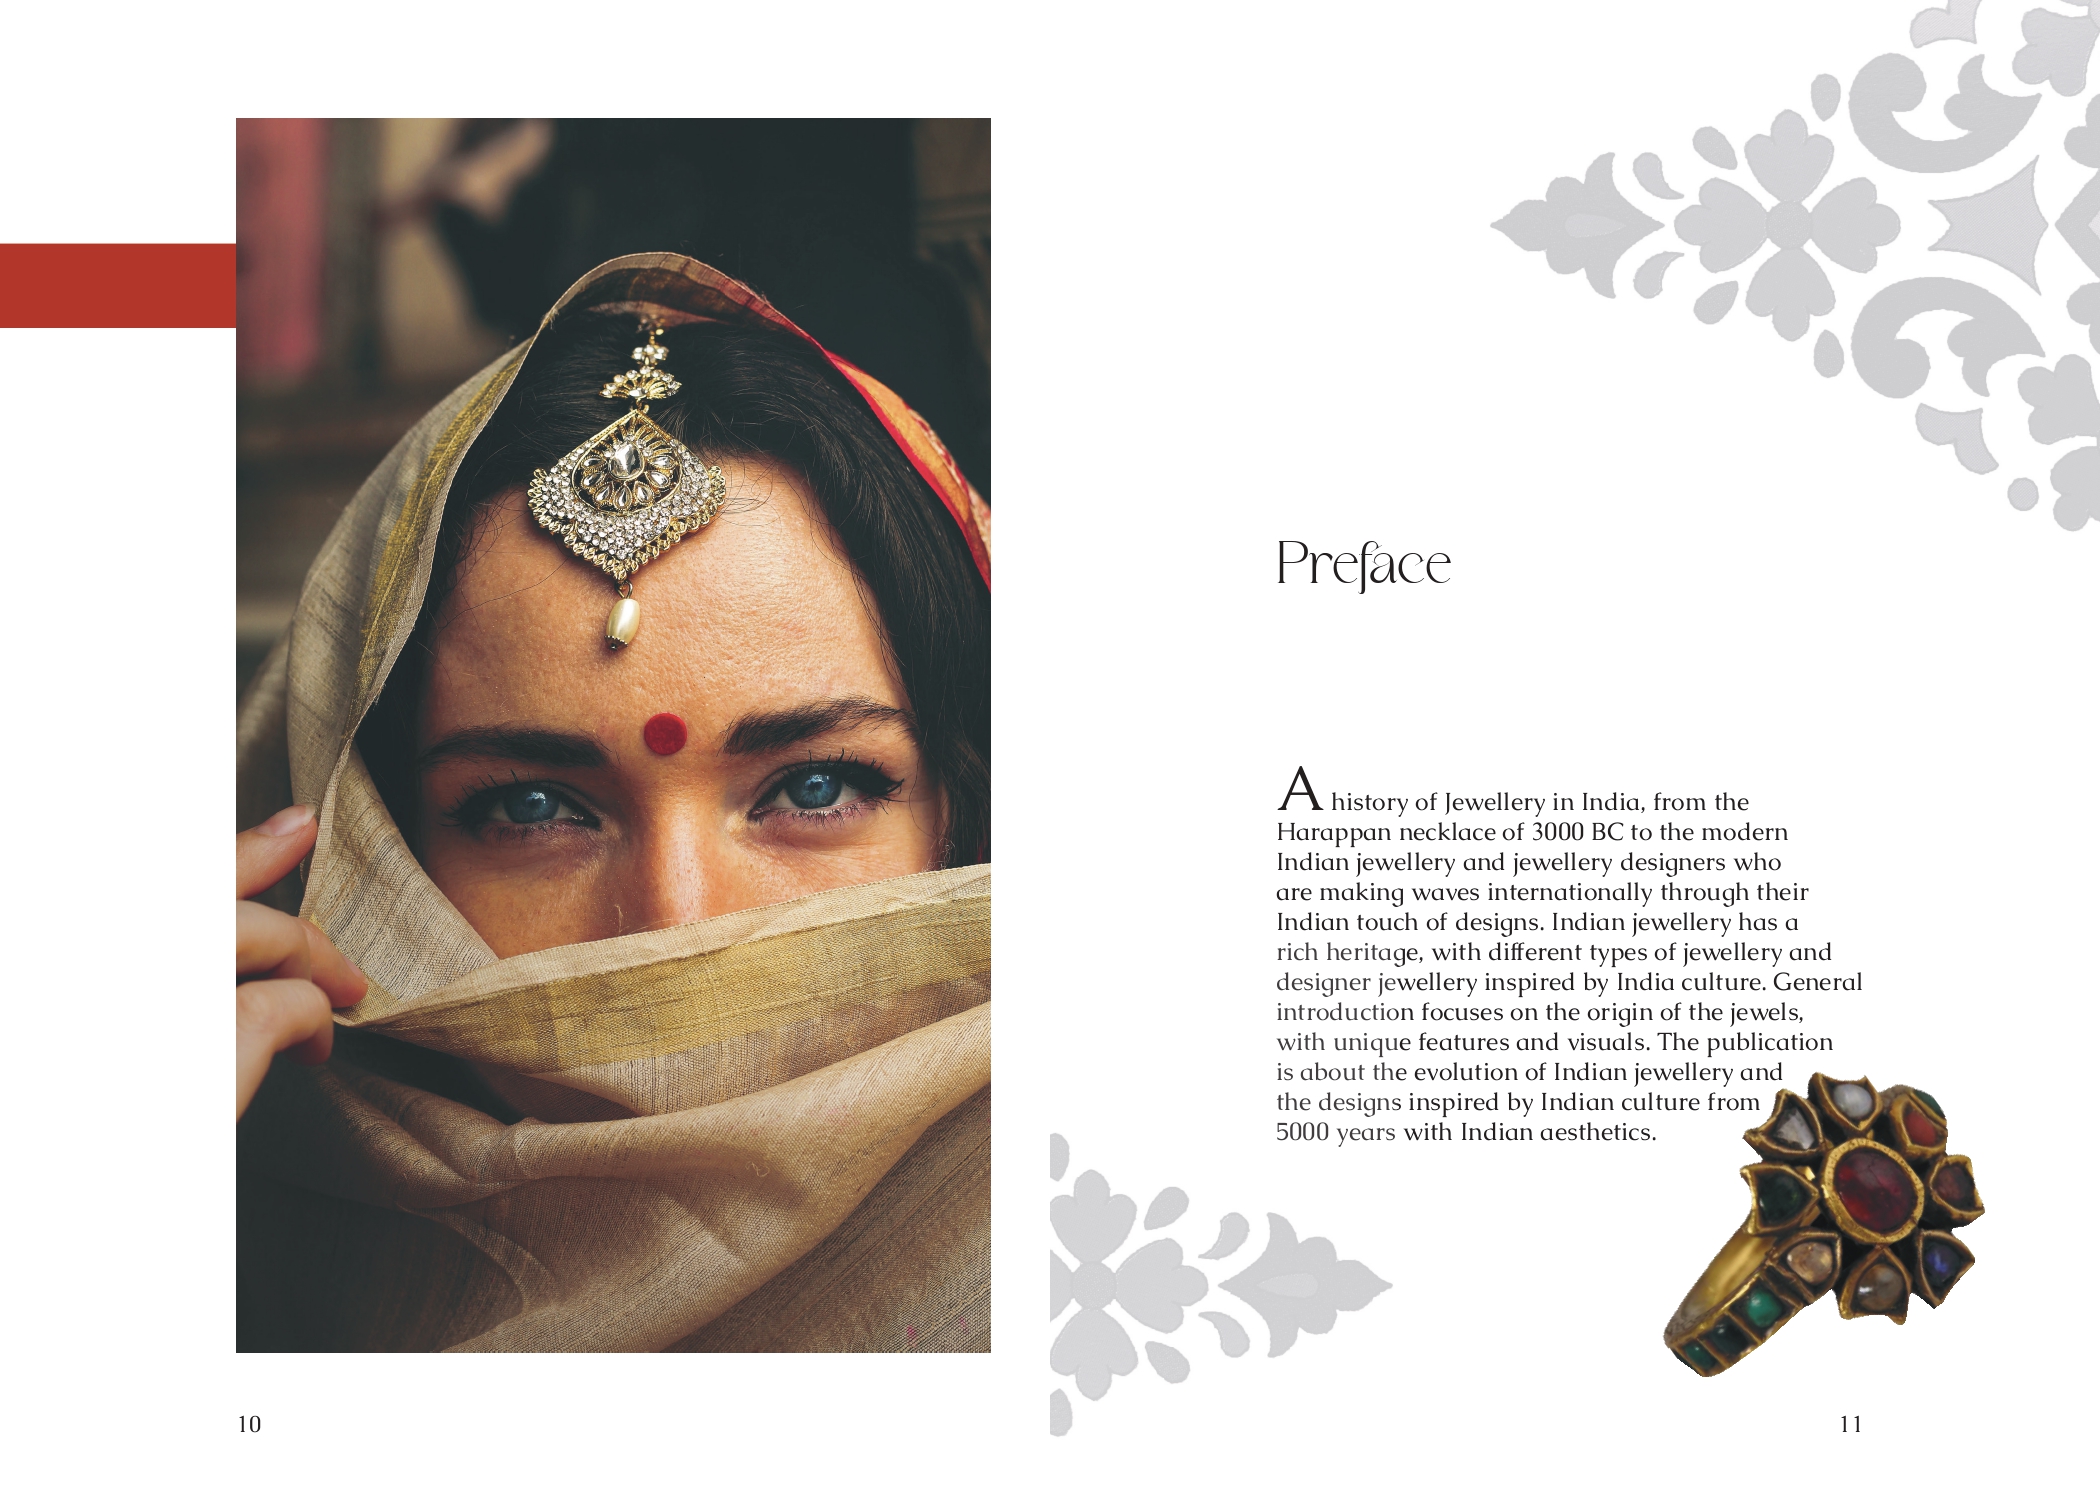 Preface
A history of Jewellery in India, from the
Harappan necklace of 3000 BC to the modern
Indian jewellery and jewellery designers who
are making waves internationally through their
Indian touch of designs. Indian jewellery has a
rich heritage, with different types of jewellery and
designer jewellery inspired by India culture. General
introduction focuses on the origin of the jewels,
with unique features and visuals. The publication
is about the evolution of Indian jewellery and
the designs inspired by Indian culture from
5000 years with Indian aesthetics.
10
11